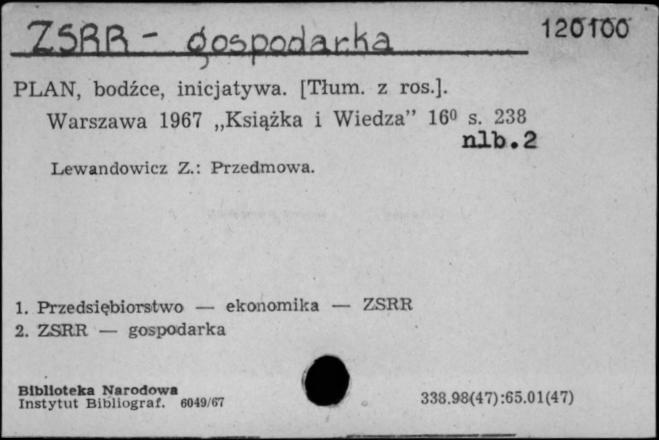 ZSRR - gospodarka
120100
PLAN, bodźce, inicjatywa. [Tłum. z ros.].
Warszawa 1967 „Książka i Wiedza” 16⁰ s. 238
nlb.2
Lewandowicz Z.: Przedmowa.
1. Przedsiębiorstwo — ekonomika — ZSRR
2. ZSRR — gospodarka
Biblioteka Narodowa
Instytut Bibliograf. 6049/67
338.98(47):65.01(47)